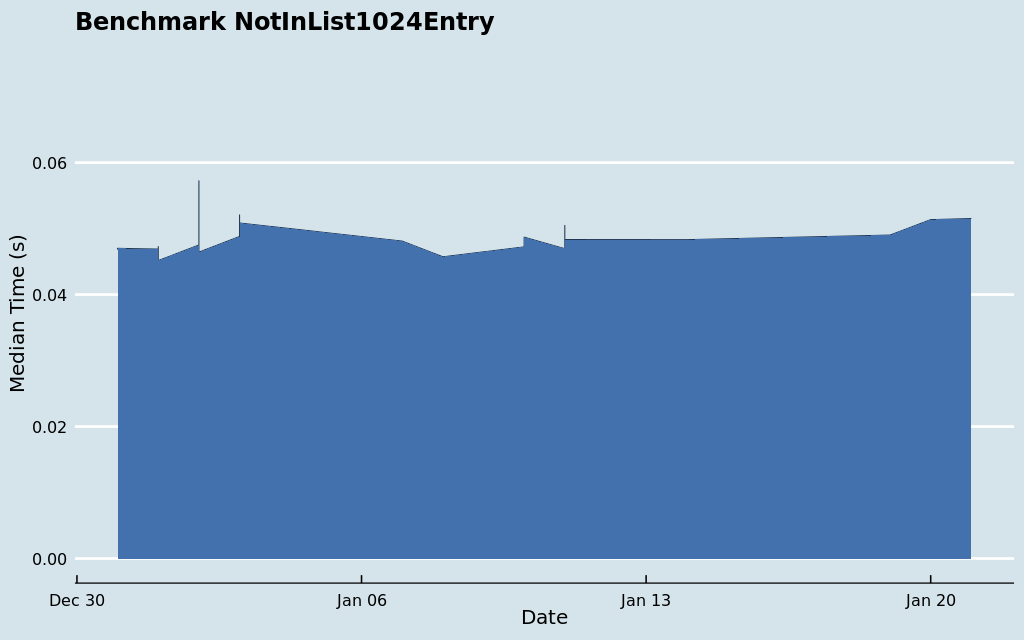 Benchmark NotInList1024Entry
Median Time (s)
0.06
0.04
0.02
0.00
Dec 30 Jan 06 Jan 13 Jan 20
Date